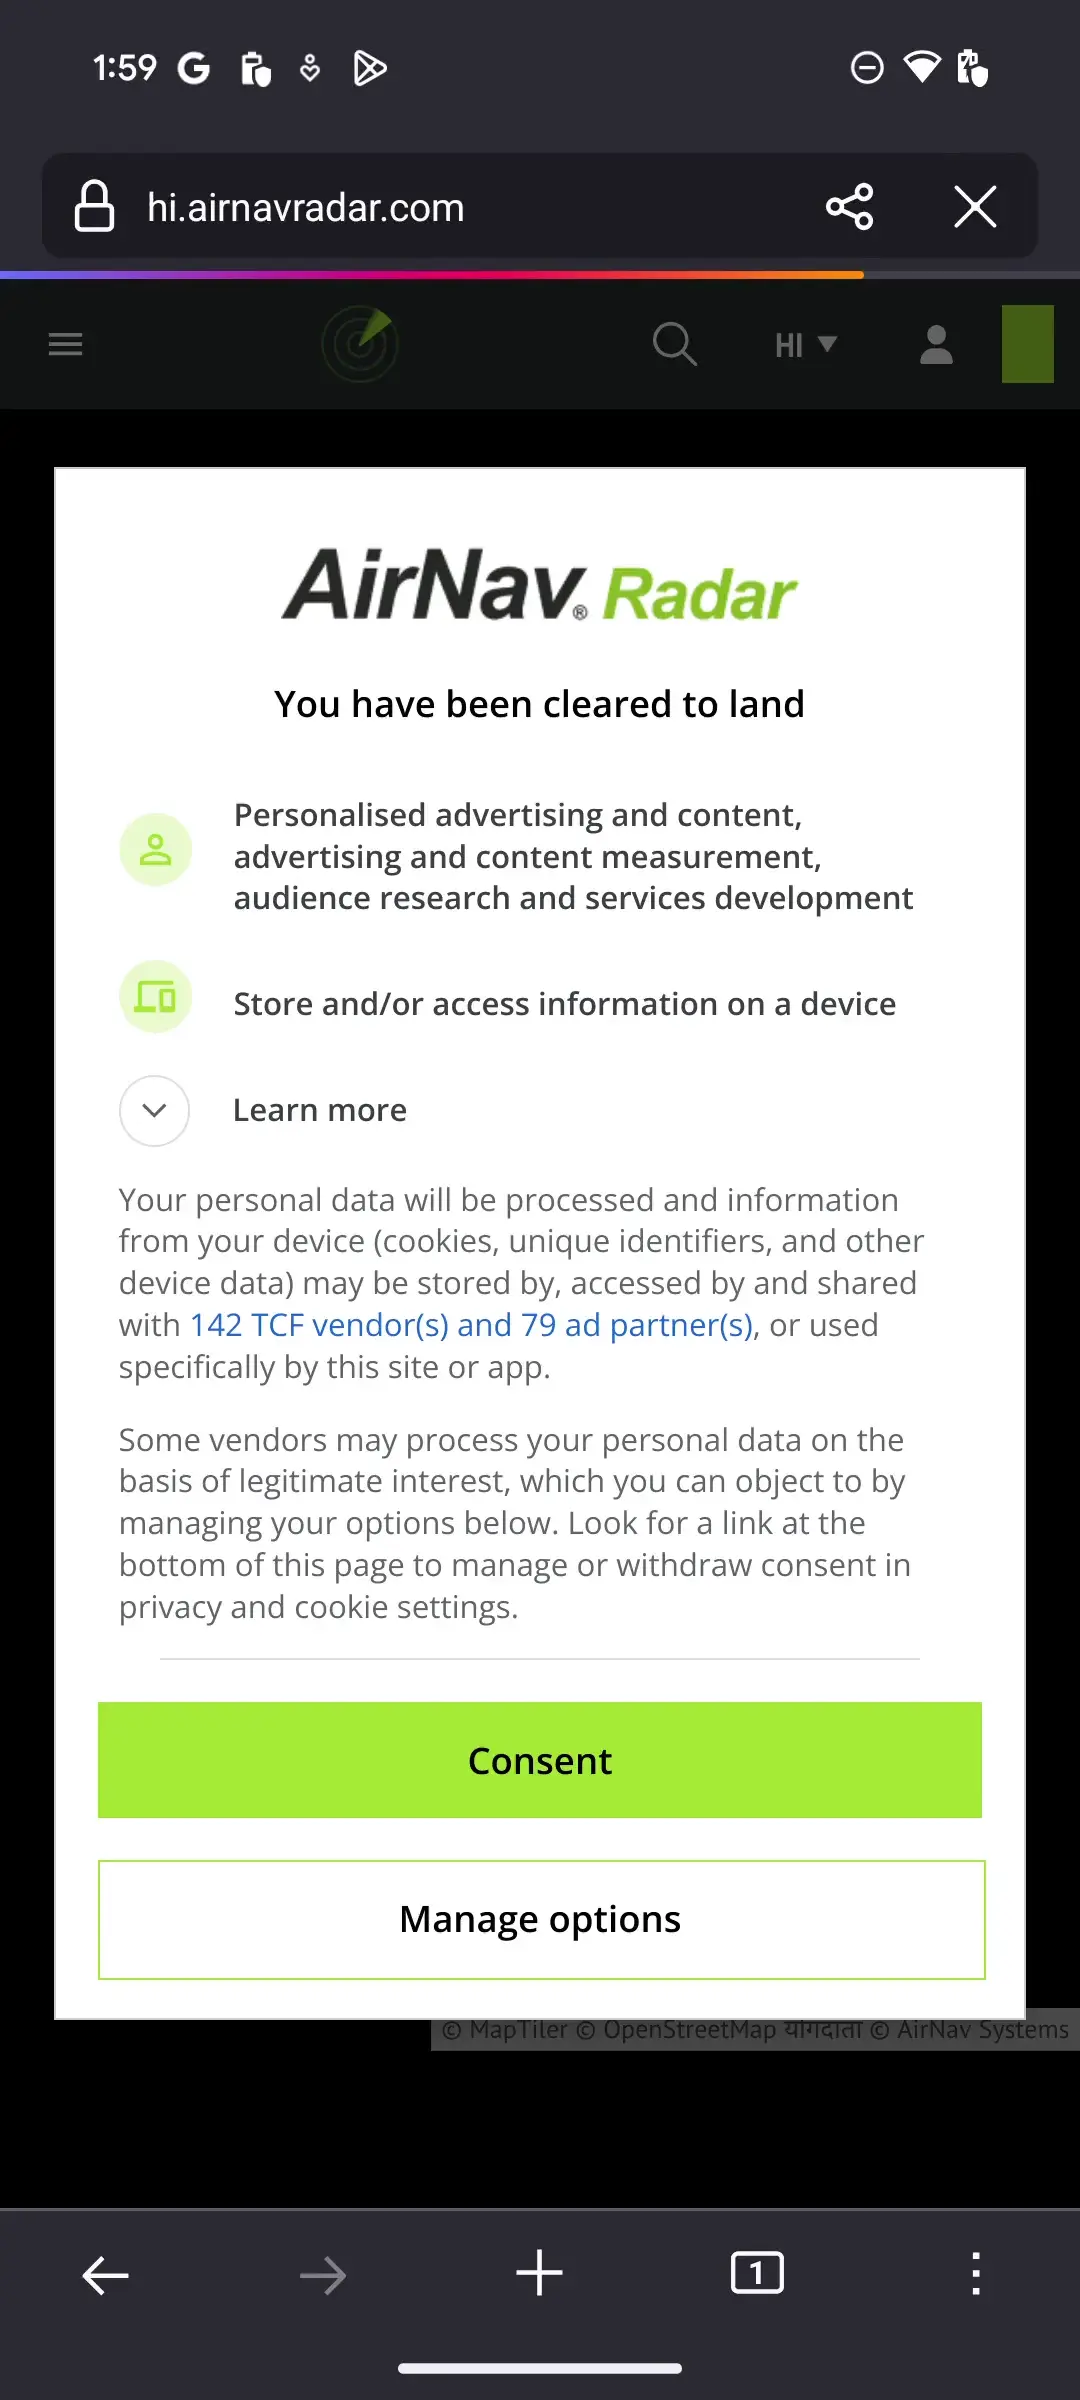 1:59
hi.airnavradar.com
HI
AirNav® Radar
You have been cleared to land
Personalised advertising and content,
advertising and content measurement,
audience research and services development
Store and/or access information on a device
Learn more
Your personal data will be processed and information
from your device (cookies, unique identifiers, and other
device data) may be stored by, accessed by and shared
with 142 TCF vendor(s) and 79 ad partner(s), or used
specifically by this site or app.
Some vendors may process your personal data on the
basis of legitimate interest, which you can object to by
managing your options below. Look for a link at the
bottom of this page to manage or withdraw consent in
privacy and cookie settings.
Consent
Manage options
© MapTiler © OpenStreetMap योगदाता © AirNav Systems
1